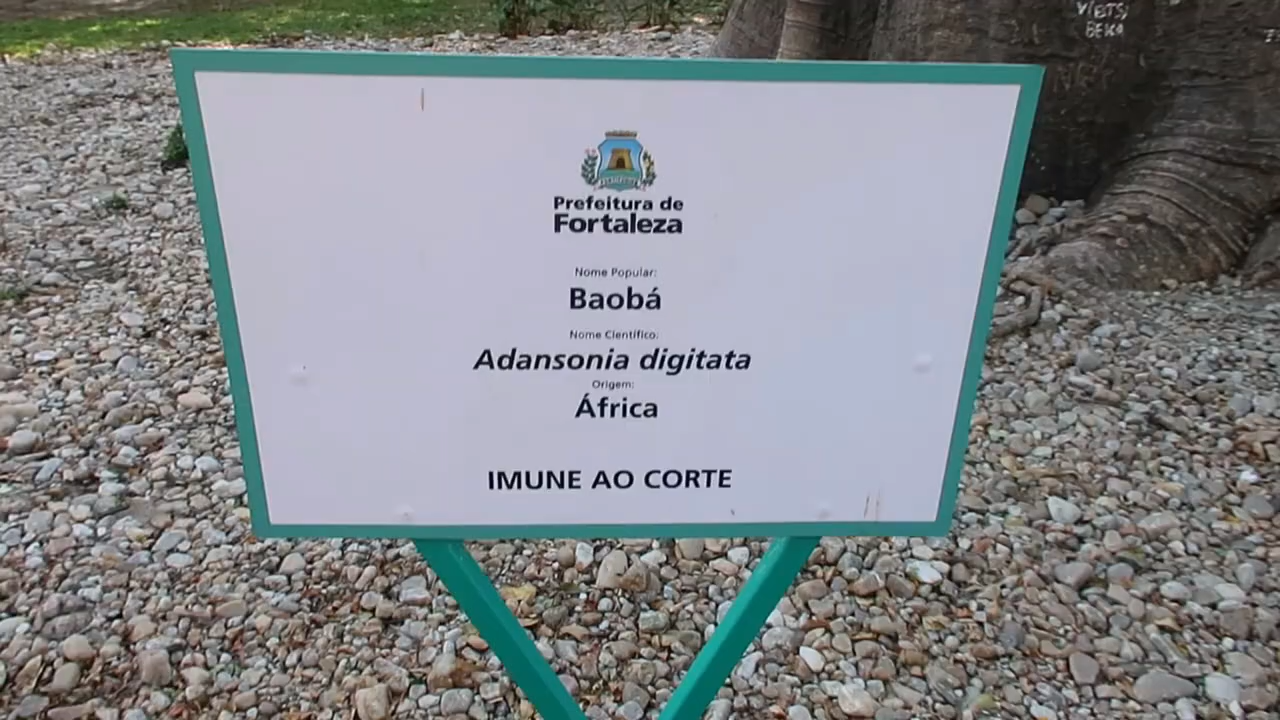 Prefeitura de
Fortaleza
Nome Popular:
Baobá
Nome Científico:
Adansonia digitata
Origem:
África
IMUNE AO CORTE